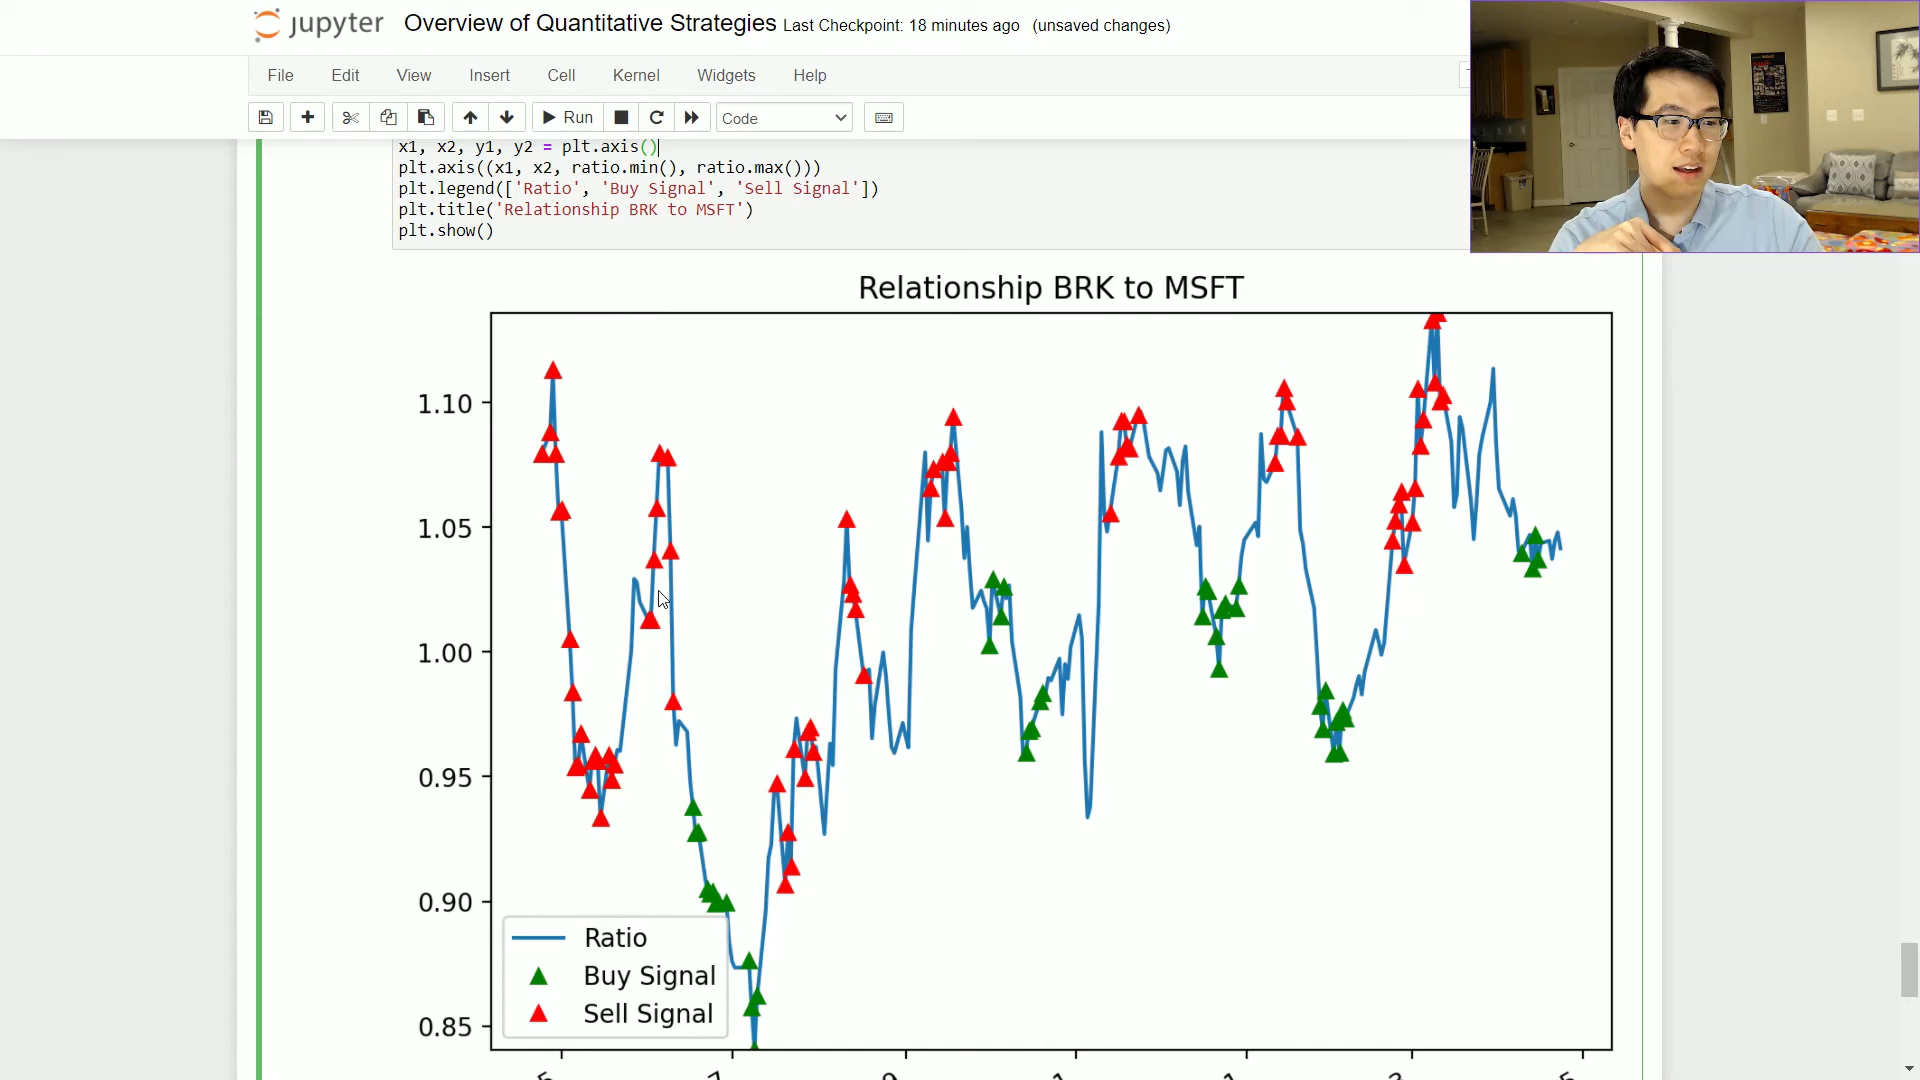 jupyter Overview of Quantitative Strategies Last Checkpoint: 18 minutes ago (unsaved changes)
File Edit View Insert Cell Kernel Widgets Help
Run Code
x1, x2, y1, y2 = plt.axis()
plt.axis((x1, x2, ratio.min(), ratio.max()))
plt.legend(['Ratio', 'Buy Signal', 'Sell Signal'])
plt.title('Relationship BRK to MSFT')
plt.show()
Relationship BRK to MSFT
1.10
1.05
1.00
0.95
0.90
0.85
Ratio
Buy Signal
Sell Signal